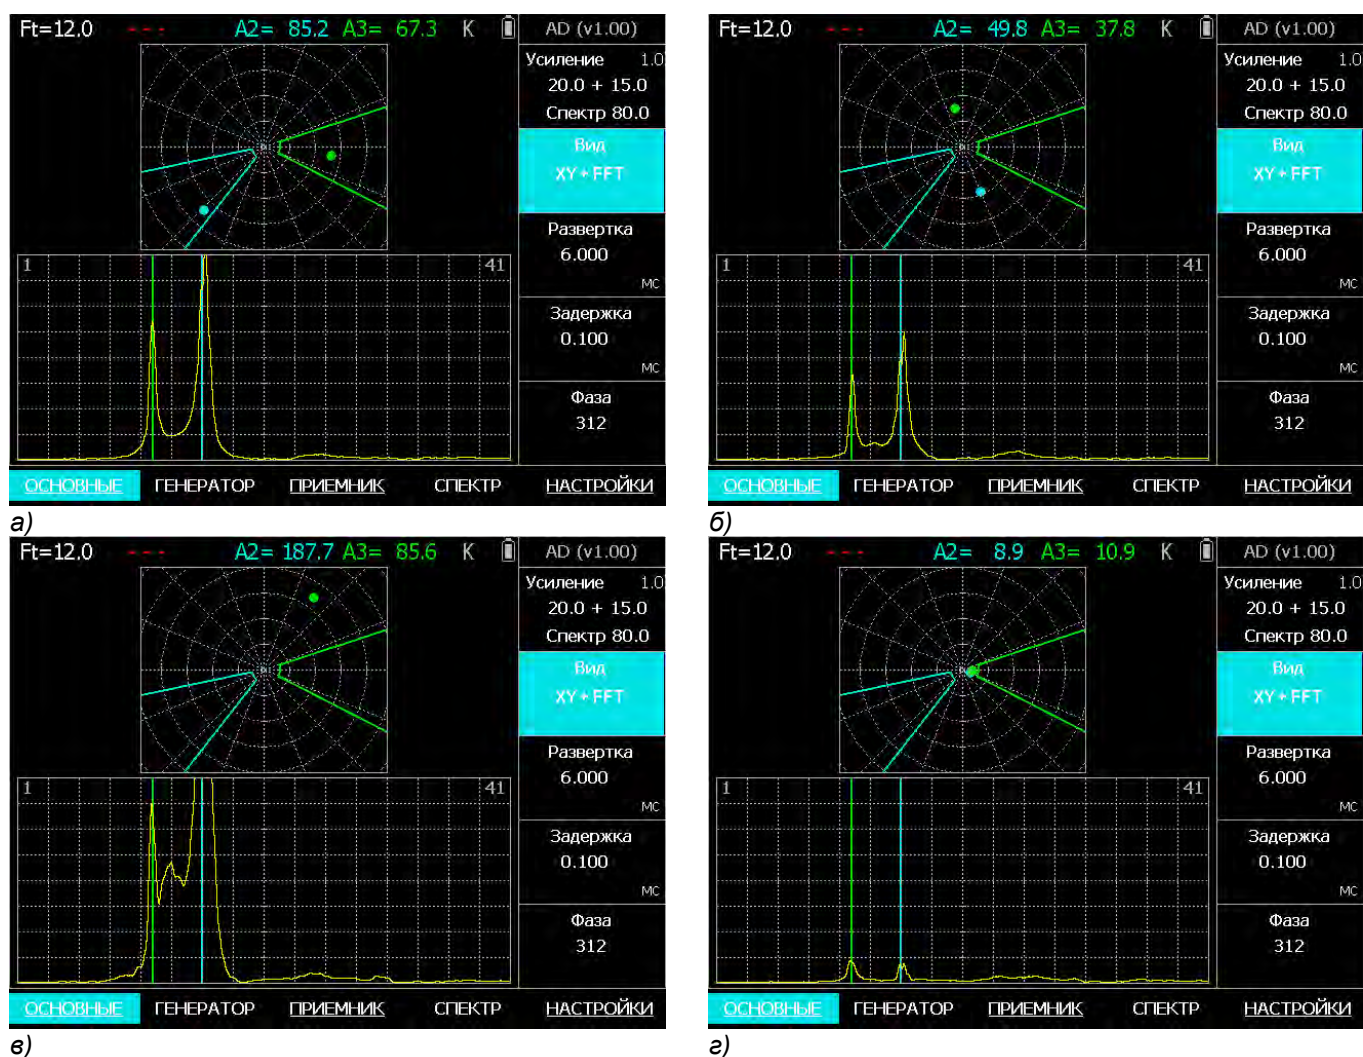 Ft=12.0 --- A2= 85.2 A3= 67.3 K AD (v1.00)
Усиление 1.0
20.0 + 15.0
Спектр 80.0
Вид
XY+FFT
Развертка
6.000
мс
Задержка
0.100
мс
Фаза
312
1 41
ОСНОВНЫЕ ГЕНЕРАТОР ПРИЕМНИК СПЕКТР НАСТРОЙКИ
а)
Ft=12.0 --- A2= 49.8 A3= 37.8 K AD (v1.00)
Усиление 1.0
20.0 + 15.0
Спектр 80.0
Вид
XY+FFT
Развертка
6.000
мс
Задержка
0.100
мс
Фаза
312
1 41
ОСНОВНЫЕ ГЕНЕРАТОР ПРИЕМНИК СПЕКТР НАСТРОЙКИ
б)
Ft=12.0 --- A2= 187.7 A3= 85.6 K AD (v1.00)
Усиление 1.0
20.0 + 15.0
Спектр 80.0
Вид
XY+FFT
Развертка
6.000
мс
Задержка
0.100
мс
Фаза
312
1 41
ОСНОВНЫЕ ГЕНЕРАТОР ПРИЕМНИК СПЕКТР НАСТРОЙКИ
в)
Ft=12.0 --- A2= 8.9 A3= 10.9 K AD (v1.00)
Усиление 1.0
20.0 + 15.0
Спектр 80.0
Вид
XY+FFT
Развертка
6.000
мс
Задержка
0.100
мс
Фаза
312
1 41
ОСНОВНЫЕ ГЕНЕРАТОР ПРИЕМНИК СПЕКТР НАСТРОЙКИ
г)